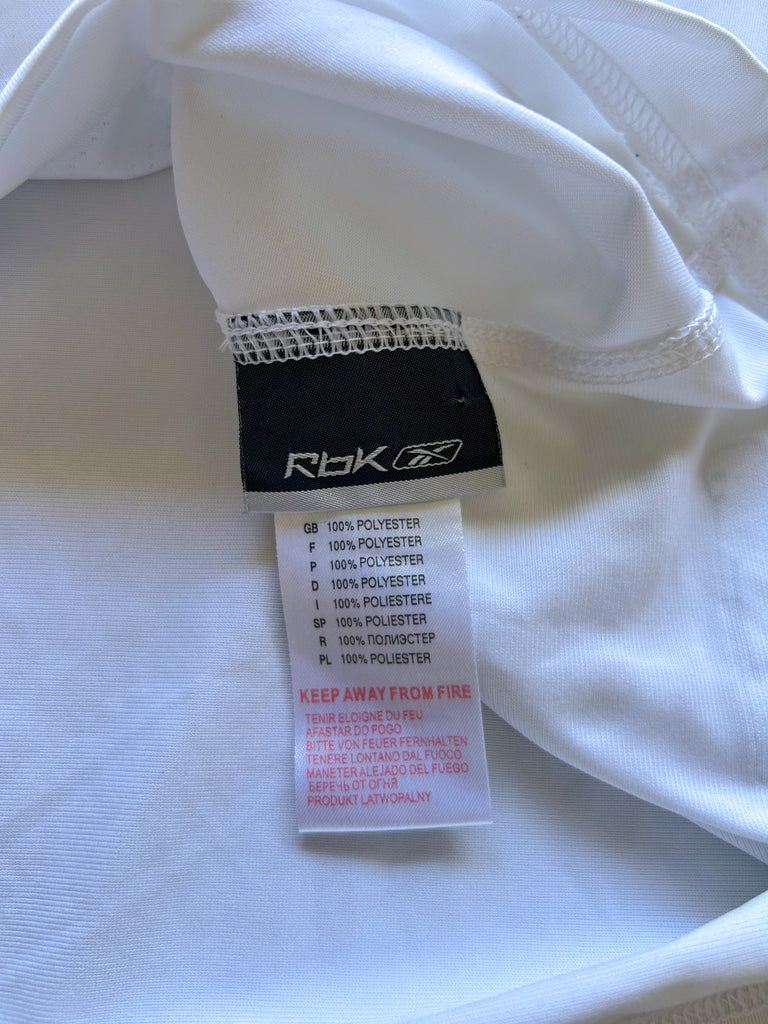 RbK
GB 100% POLYESTER
F 100% POLYESTER
P 100% POLYESTER
D 100% POLYESTER
I 100% POLIESTERE
SP 100% POLIESTER
R 100% ПОЛИЭСТЕР
PL 100% POLIESTER
KEEP AWAY FROM FIRE
TENIR ELOIGNE DU FEU
AFASTAR DO FOGO
BITTE VON FEUER FERNHALTEN
TENERE LONTANO DAL FUOCO
MANETER ALEJADO DEL FUEGO
БЕРЕЧЬ ОТ ОГНЯ
PRODUKT LATWOPALNY